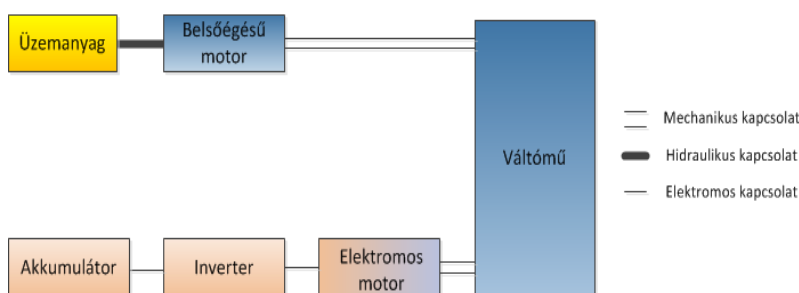 Üzemanyag
Belsőégésű
motor
Váltómű
Mechanikus kapcsolat
Hidraulikus kapcsolat
Elektromos kapcsolat
Akkumulátor
Inverter
Elektromos
motor